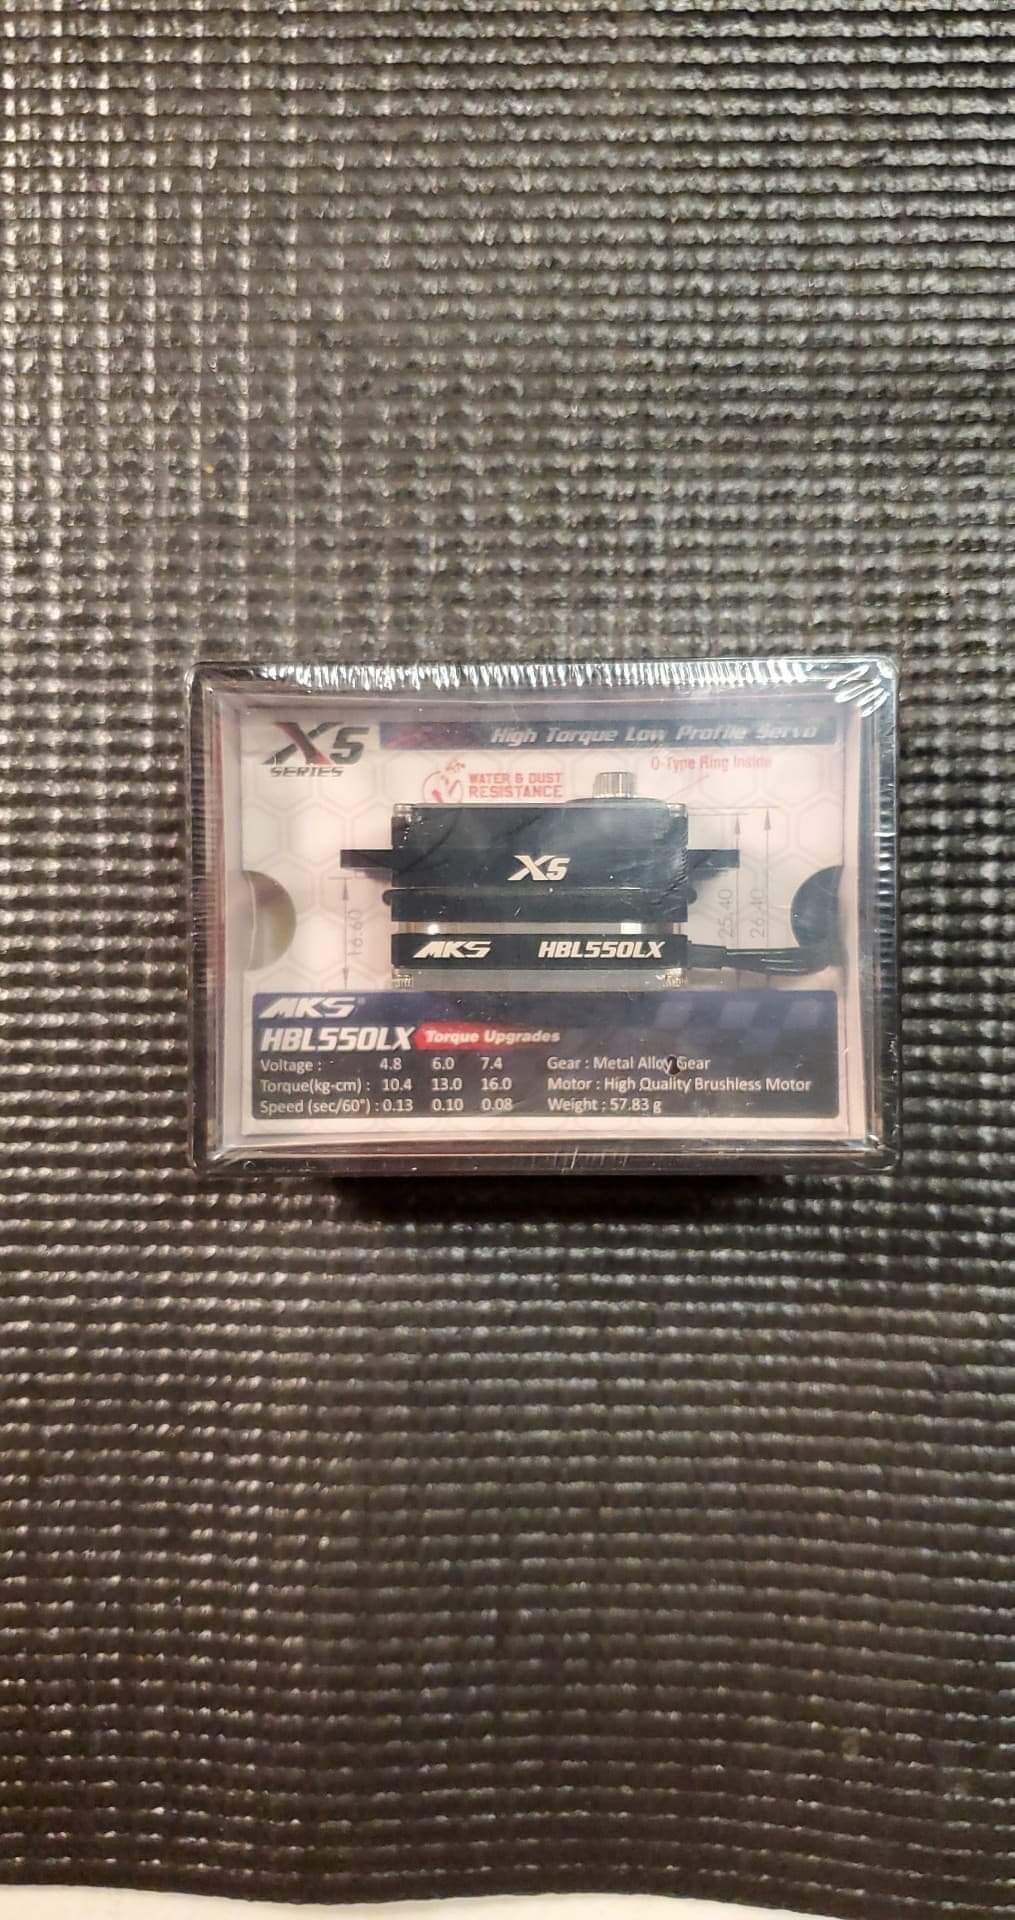 X5
SERIES
High Torque Low Profile Servo
O-Type Ring Inside
WATER & DUST
RESISTANCE
X5
16.60
25.40
26.40
MKS HBL550LX
MKS®
HBL550LX Torque Upgrades
Voltage : 4.8 6.0 7.4 Gear : Metal Alloy Gear
Torque(kg-cm) : 10.4 13.0 16.0 Motor : High Quality Brushless Motor
Speed (sec/60°) : 0.13 0.10 0.08 Weight : 57.83 g